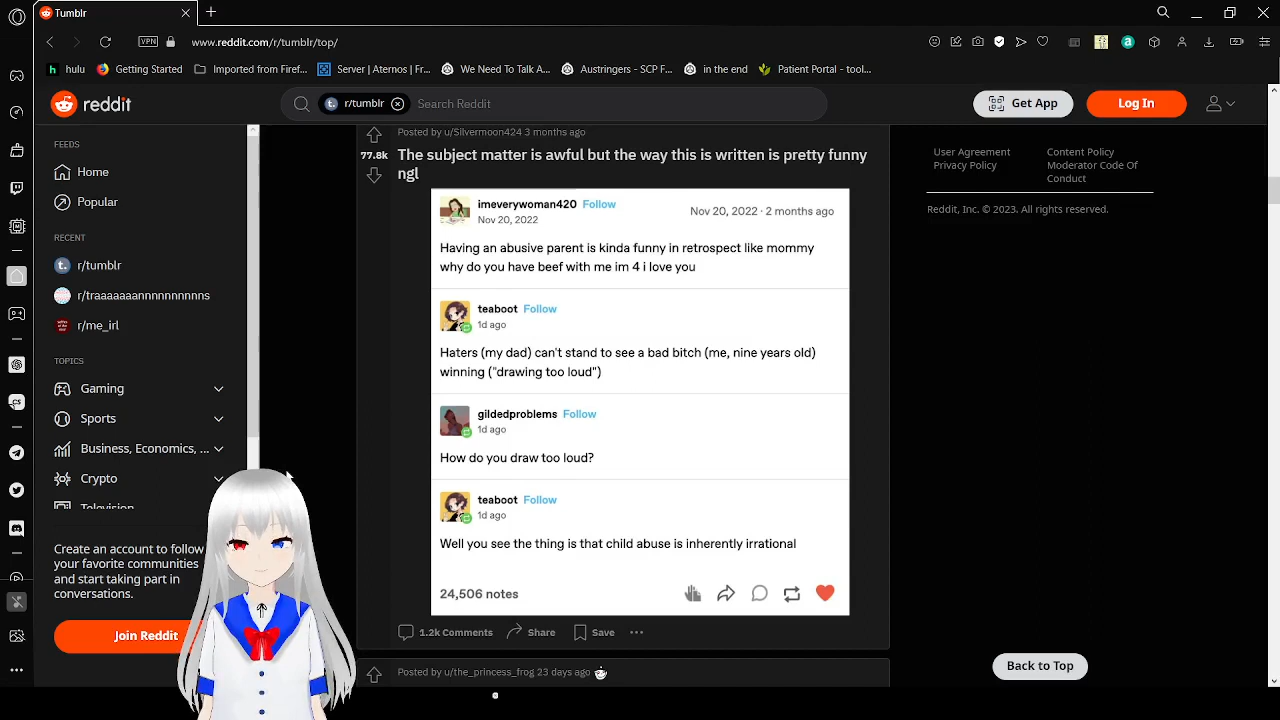 Tumblr
VPN
www.reddit.com/r/tumblr/top/
h hulu
Getting Started
Imported from Firef...
Server | Aternos | Fr...
We Need To Talk A...
Austringers - SCP F...
in the end
Patient Portal - tool...
reddit
r/tumblr
Search Reddit
Get App
Log In
FEEDS
Home
Popular
RECENT
r/tumblr
r/traaaaaaannnnnnnnnns
r/me_irl
TOPICS
Gaming
Sports
Business, Economics, ...
Crypto
Television
Create an account to follow
your favorite communities
and start taking part in
conversations.
Join Reddit
Posted by u/Silvermoon424 3 months ago
77.8k
The subject matter is awful but the way this is written is pretty funny
ngl
imeverywoman420 Follow
Nov 20, 2022
Nov 20, 2022 · 2 months ago
Having an abusive parent is kinda funny in retrospect like mommy
why do you have beef with me im 4 i love you
teaboot Follow
1d ago
Haters (my dad) can't stand to see a bad bitch (me, nine years old)
winning ("drawing too loud")
gildedproblems Follow
1d ago
How do you draw too loud?
teaboot Follow
1d ago
Well you see the thing is that child abuse is inherently irrational
24,506 notes
1.2k Comments
Share
Save
Posted by u/the_princess_frog 23 days ago
User Agreement
Privacy Policy
Content Policy
Moderator Code Of
Conduct
Reddit, Inc. © 2023. All rights reserved.
Back to Top